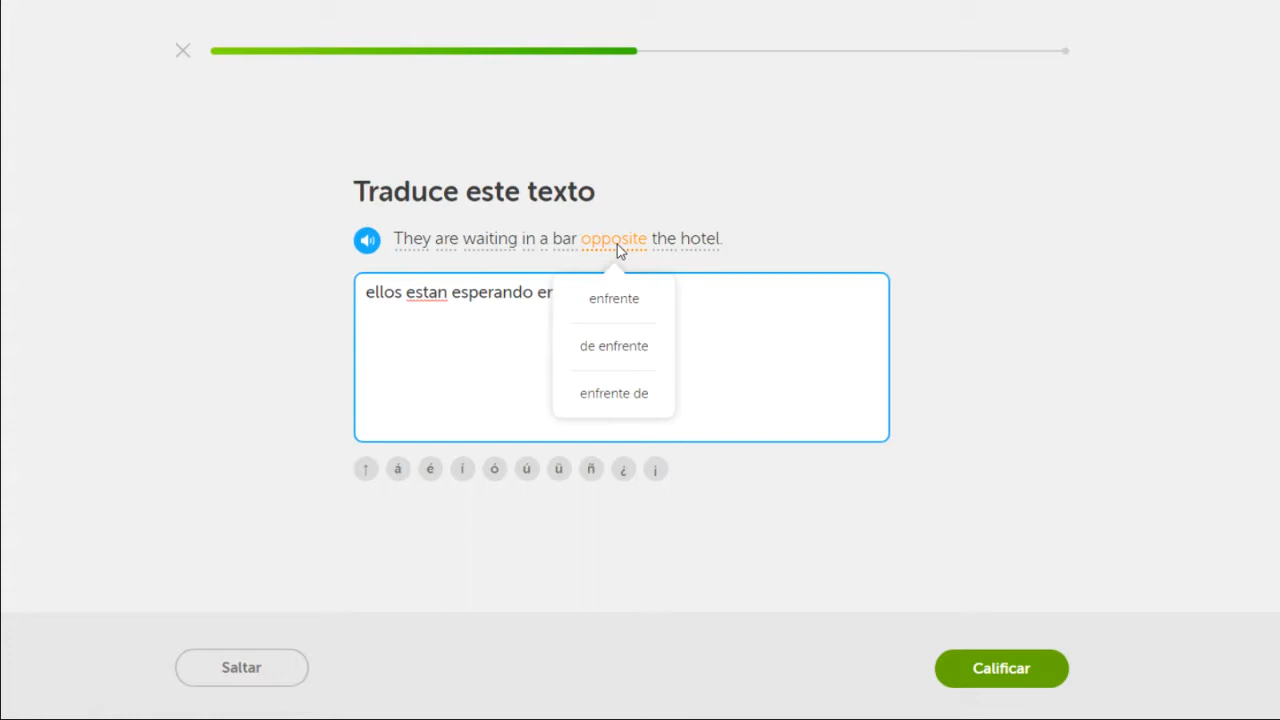 Traduce este texto
They are waiting in a bar opposite the hotel.
ellos estan esperando en
enfrente
de enfrente
enfrente de
↑ á é í ó ú ü ñ ¿ ¡
Saltar
Calificar